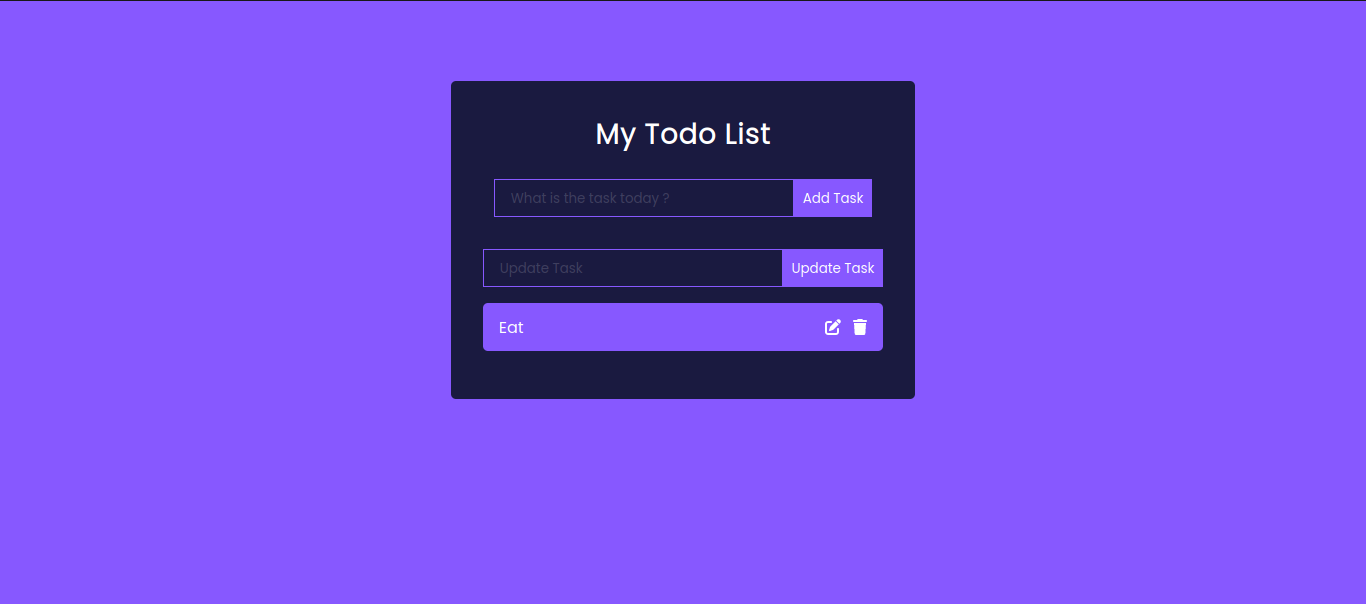 My Todo List
What is the task today ? Add Task
Update Task Update Task
Eat